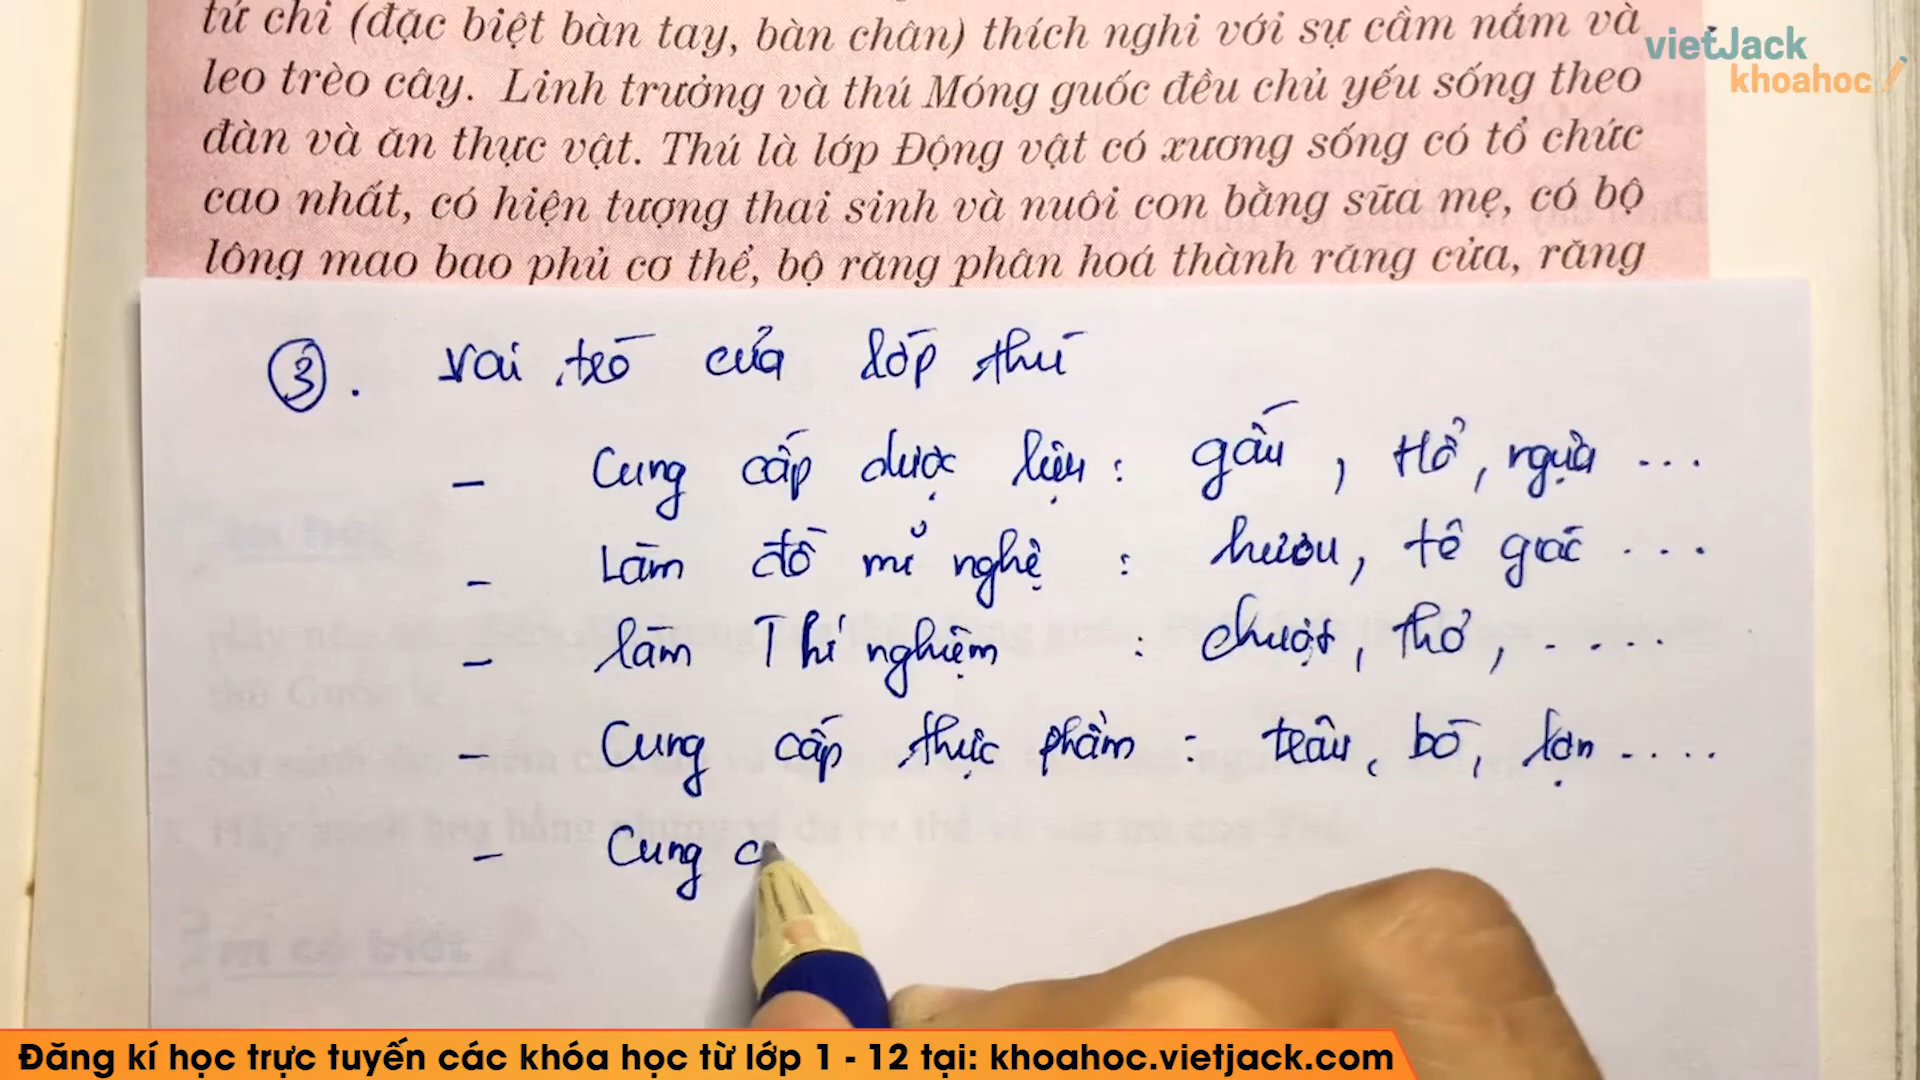 tứ chi (đặc biệt bàn tay, bàn chân) thích nghi với sự cầm nắm và
leo trèo cây. Linh trưởng và thú Móng guốc đều chủ yếu sống theo
đàn và ăn thực vật. Thú là lớp Động vật có xương sống có tổ chức
cao nhất, có hiện tượng thai sinh và nuôi con bằng sữa mẹ, có bộ
lông mao bao phủ cơ thể, bộ răng phân hoá thành răng cửa, răng
vietJack
khoahoc
3. Vai trò của lớp thú
- Cung cấp dược liệu : gấu, Hổ, ngựa ...
- Làm đồ mĩ nghệ : hươu, tê giác ...
- làm Thí nghiệm : chuột, thỏ, .....
- Cung cấp thực phẩm : trâu, bò, lợn ....
- Cung c
Đăng kí học trực tuyến các khóa học từ lớp 1 - 12 tại: khoahoc.vietjack.com